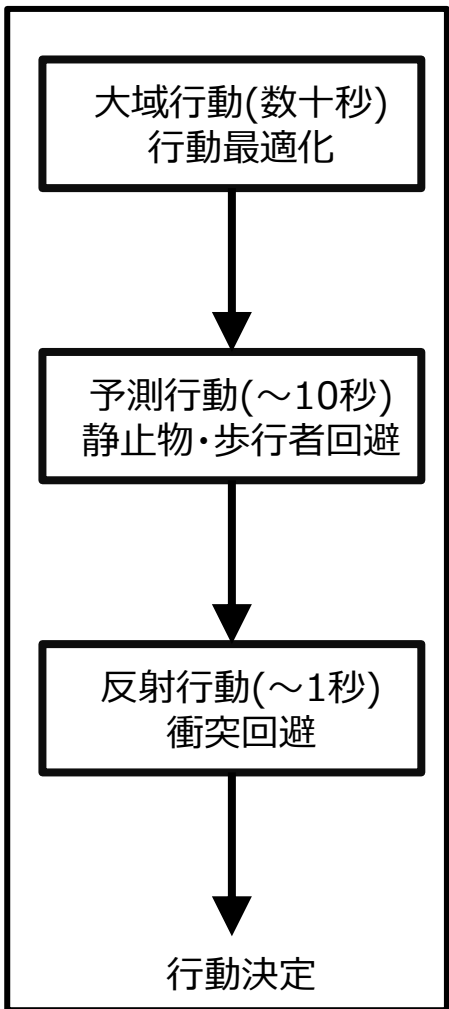 大域行動(数十秒)
行動最適化
予測行動(～10秒)
静止物・歩行者回避
反射行動(～1秒)
衝突回避
行動決定